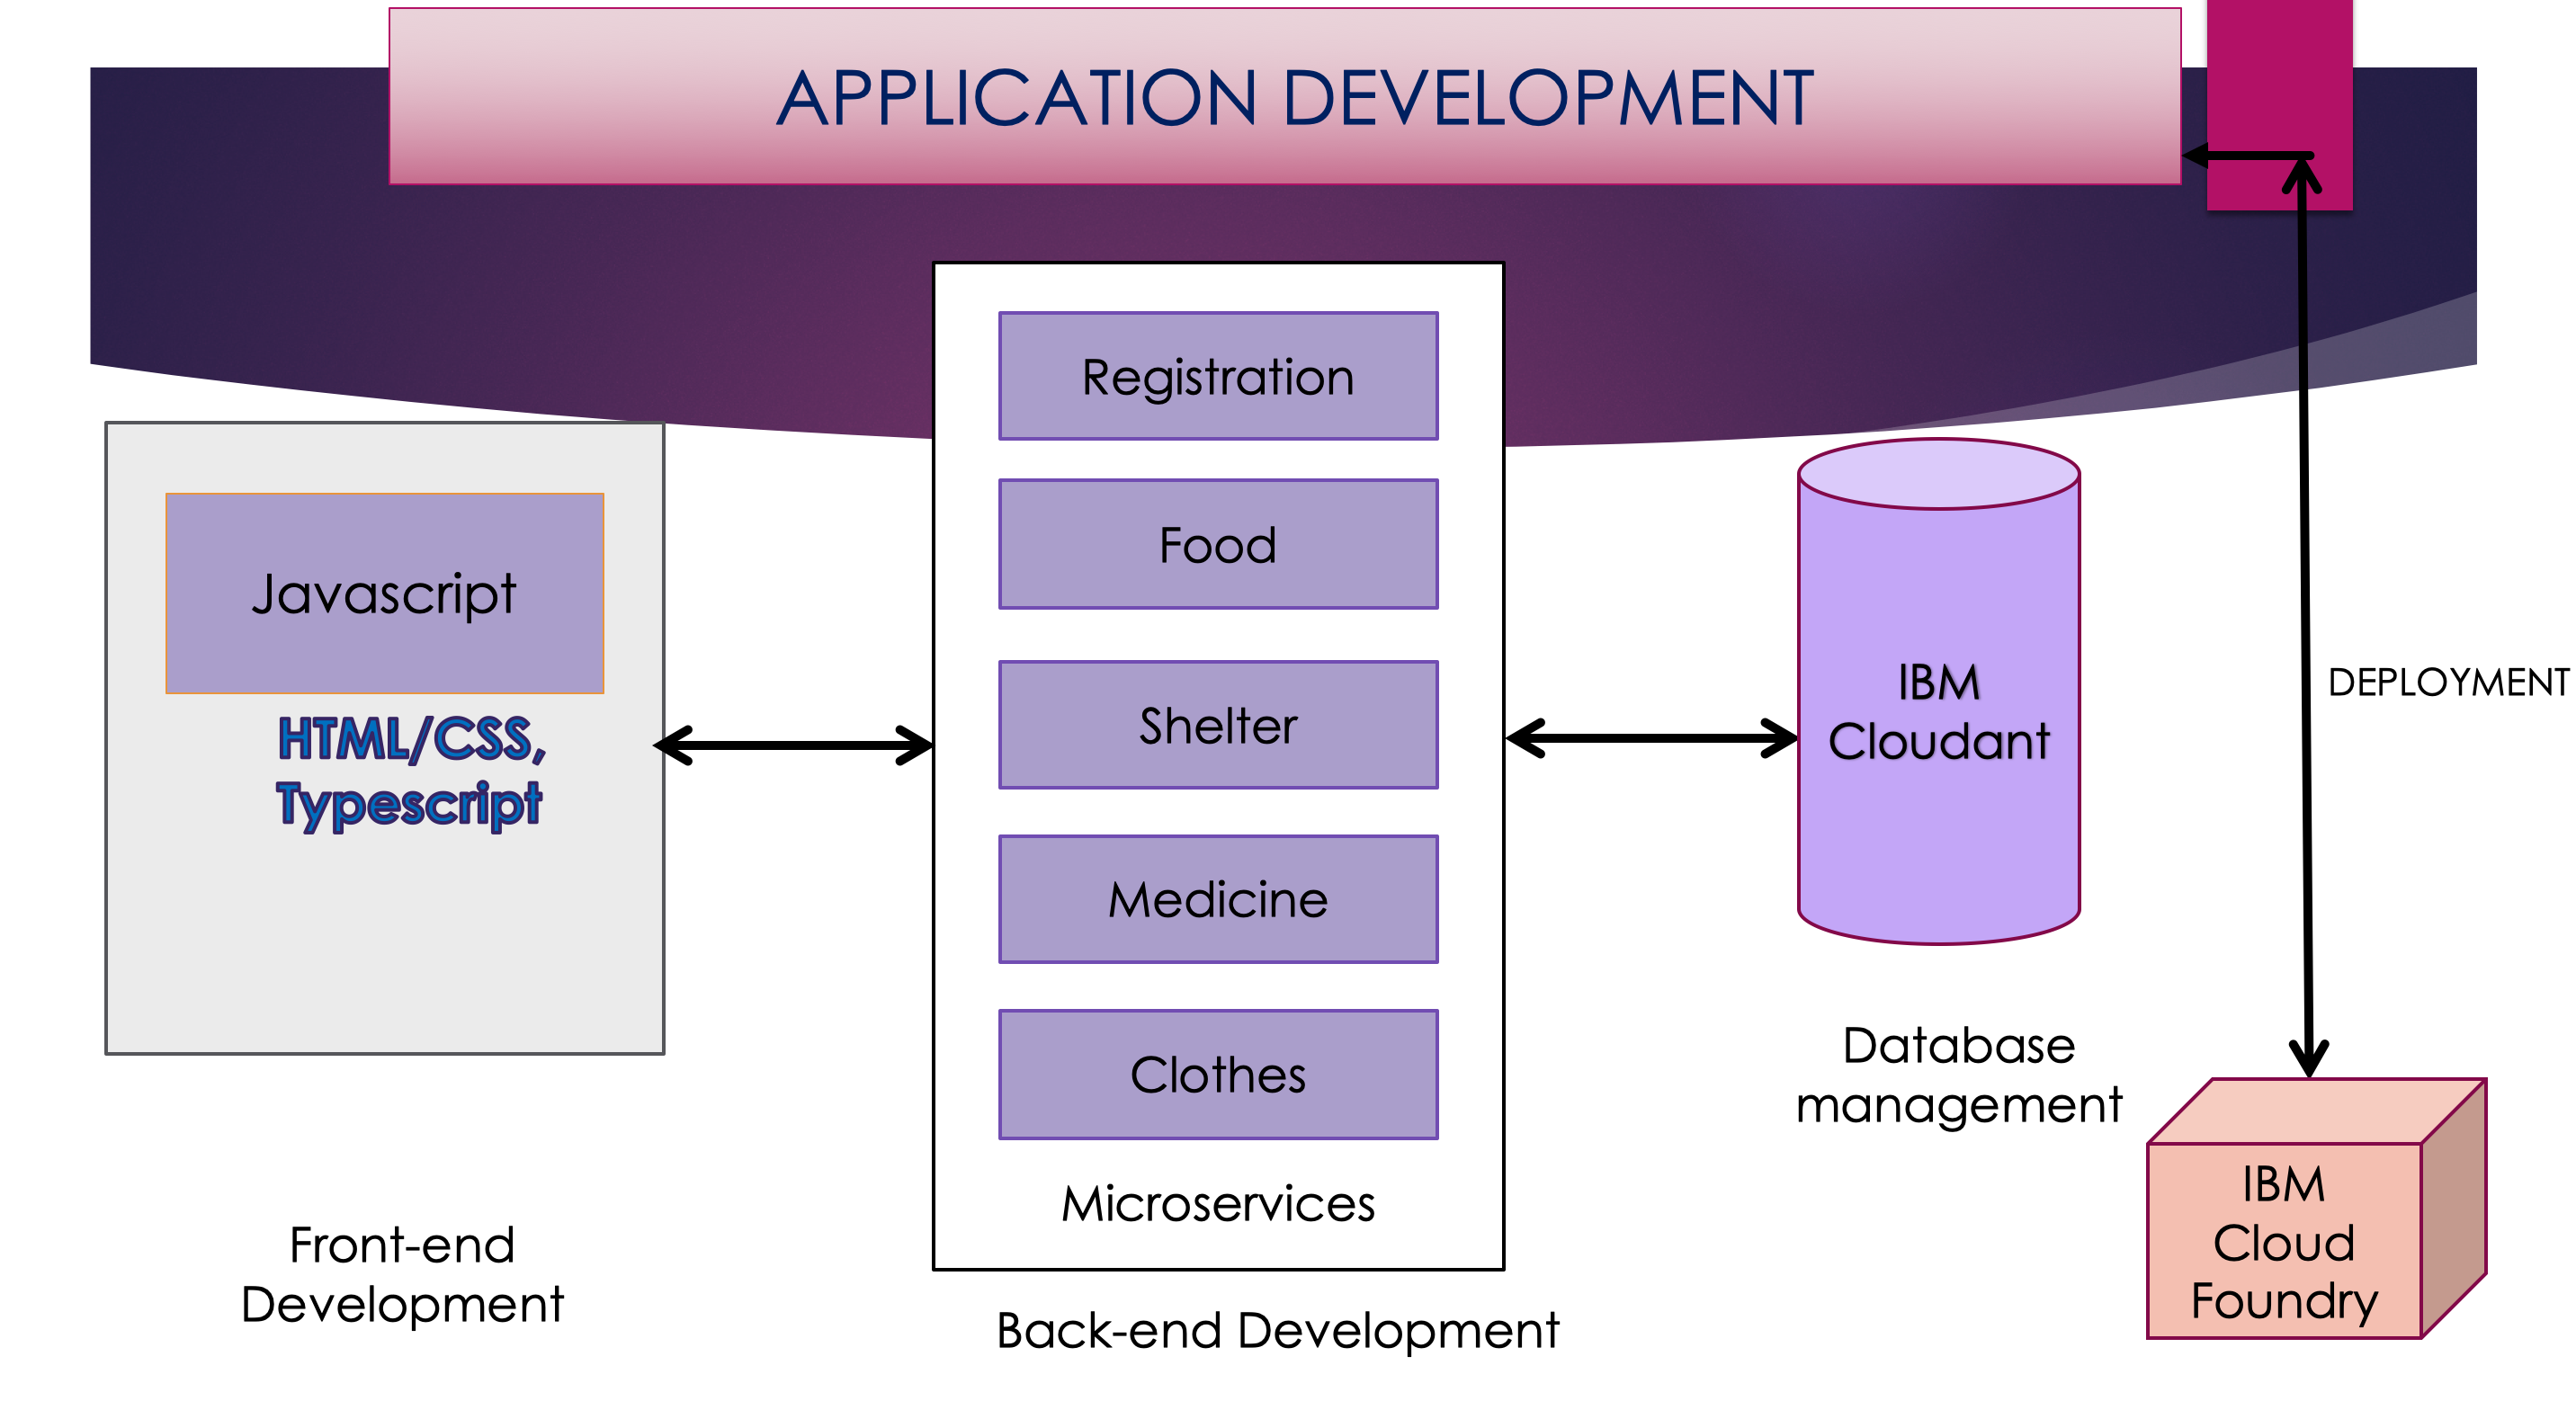 APPLICATION DEVELOPMENT
Javascript
HTML/CSS,
Typescript
Front-end
Development
Registration
Food
Shelter
Medicine
Clothes
Microservices
Back-end Development
IBM
Cloudant
Database
management
DEPLOYMENT
IBM
Cloud
Foundry